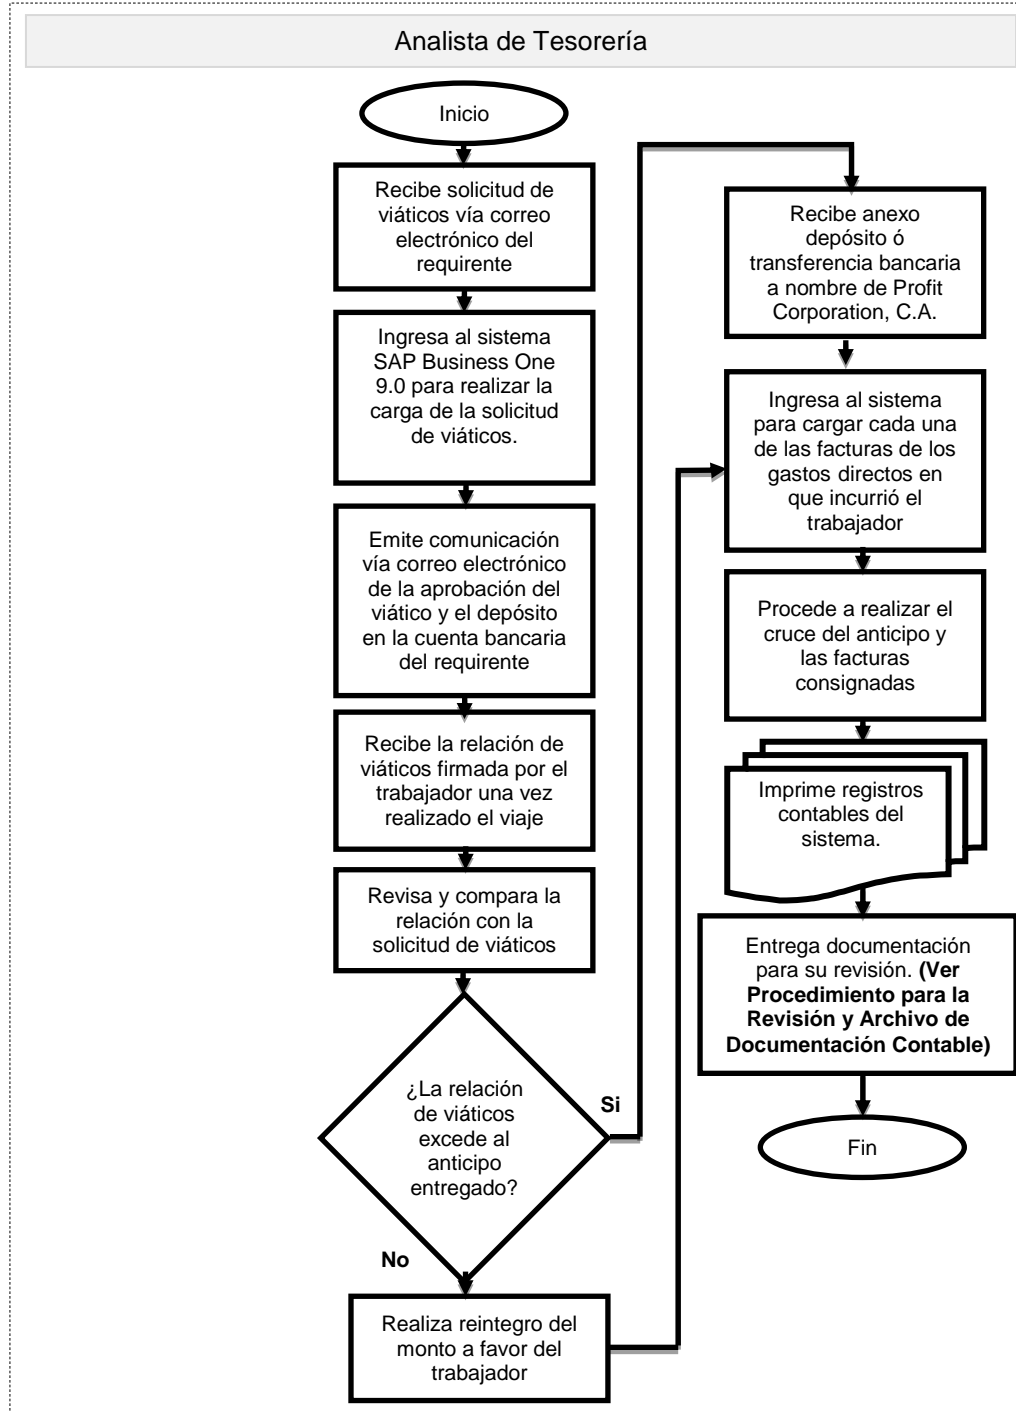 Analista de Tesorería
Inicio
Recibe solicitud de
viáticos vía correo
electrónico del
requirente
Ingresa al sistema
SAP Business One
9.0 para realizar la
carga de la solicitud
de viáticos.
Emite comunicación
vía correo electrónico
de la aprobación del
viático y el depósito
en la cuenta bancaria
del requirente
Recibe la relación de
viáticos firmada por el
trabajador una vez
realizado el viaje
Revisa y compara la
relación con la
solicitud de viáticos
¿La relación
de viáticos
excede al
anticipo
entregado?
Si
No
Realiza reintegro del
monto a favor del
trabajador
Recibe anexo
depósito ó
transferencia bancaria
a nombre de Profit
Corporation, C.A.
Ingresa al sistema
para cargar cada una
de las facturas de los
gastos directos en
que incurrió el
trabajador
Procede a realizar el
cruce del anticipo y
las facturas
consignadas
Imprime registros
contables del
sistema.
Entrega documentación
para su revisión. (Ver
Procedimiento para la
Revisión y Archivo de
Documentación Contable)
Fin